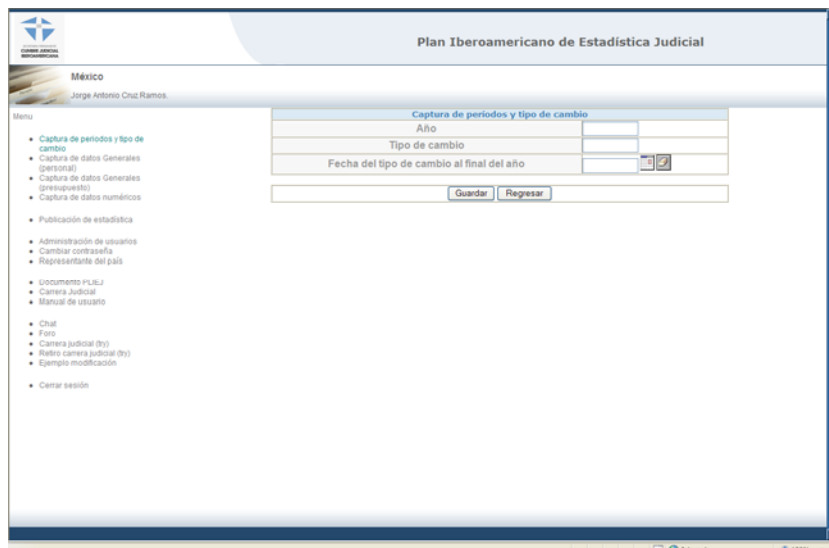 CUMBRE JUDICIAL
IBEROAMERICANA
Plan Iberoamericano de Estadística Judicial
México
Jorge Antonio Cruz Ramos.
Menu
Captura de periodos y tipo de
cambio
Captura de datos Generales
(personal)
Captura de datos Generales
(presupuesto)
Captura de datos numéricos
Publicación de estadística
Administración de usuarios
Cambiar contraseña
Representante del país
Documento PLIEJ
Carrera Judicial
Manual de usuario
Chat
Foro
Carrera judicial (try)
Retiro carrera judicial (try)
Ejemplo modificación
Cerrar sesión
Captura de periodos y tipo de cambio
Año
Tipo de cambio
Fecha del tipo de cambio al final del año
Guardar Regresar